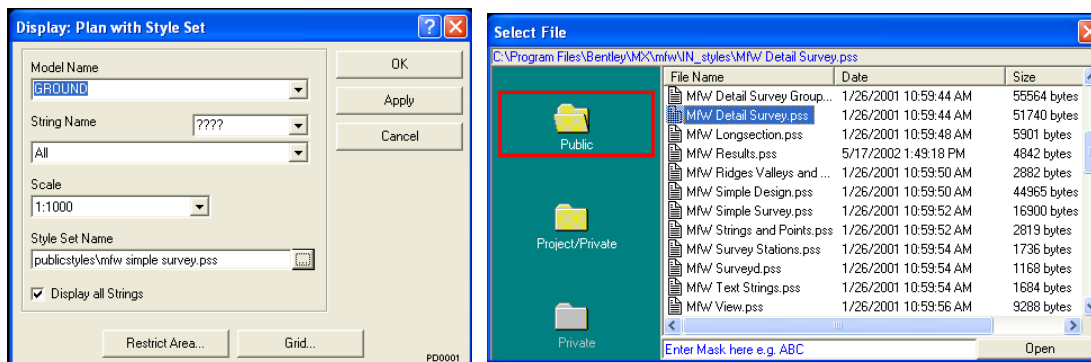 Display: Plan with Style Set
Model Name
GROUND
String Name
????
All
Scale
1:1000
Style Set Name
publicstyles\mfw simple survey.pss
...
Display all Strings
OK
Apply
Cancel
Restrict Area...
Grid...
PD0001
Select File
C:\Program Files\Bentley\MX\mfw\IN_styles\MfW Detail Survey.pss
Public
Project/Private
Private
File Name Date Size
MfW Detail Survey Group... 1/26/2001 10:59:44 AM 55564 bytes
MfW Detail Survey.pss 1/26/2001 10:59:44 AM 51740 bytes
MfW Longsection.pss 1/26/2001 10:59:48 AM 5901 bytes
MfW Results.pss 5/17/2002 1:49:18 PM 4842 bytes
MfW Ridges Valleys and ... 1/26/2001 10:59:50 AM 2882 bytes
MfW Simple Design.pss 1/26/2001 10:59:50 AM 44965 bytes
MfW Simple Survey.pss 1/26/2001 10:59:52 AM 16900 bytes
MfW Strings and Points.pss 1/26/2001 10:59:52 AM 2819 bytes
MfW Survey Stations.pss 1/26/2001 10:59:54 AM 1736 bytes
MfW Surveyd.pss 1/26/2001 10:59:54 AM 1168 bytes
MfW Text Strings.pss 1/26/2001 10:59:54 AM 1684 bytes
MfW View.pss 1/26/2001 10:59:56 AM 9288 bytes
Enter Mask here e.g. ABC
Open